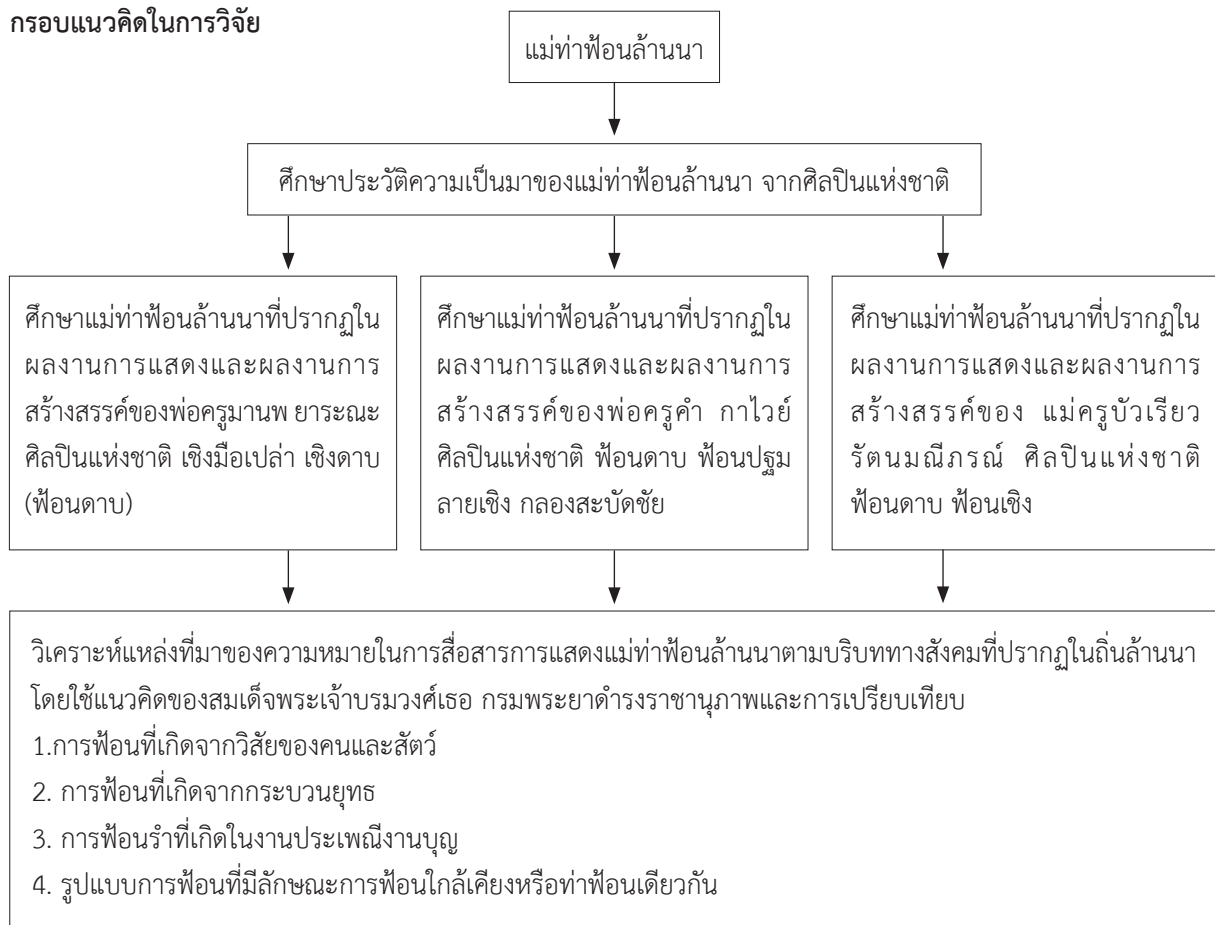 กรอบแนวคิดในการวิจัย
แม่ท่าฟ้อนล้านนา
ศึกษาประวัติความเป็นมาของแม่ท่าฟ้อนล้านนา จากศิลปินแห่งชาติ
ศึกษาแม่ท่าฟ้อนล้านนาที่ปรากฏใน
ผลงานการแสดงและผลงานการ
สร้างสรรค์ของพ่อครูมานพ ยาระณะ
ศิลปินแห่งชาติ เชิงมือเปล่า เชิงดาบ
(ฟ้อนดาบ)
ศึกษาแม่ท่าฟ้อนล้านนาที่ปรากฏใน
ผลงานการแสดงและผลงานการ
สร้างสรรค์ของพ่อครูคำ กาไวย์
ศิลปินแห่งชาติ ฟ้อนดาบ ฟ้อนปฐม
ลายเชิง กลองสะบัดชัย
ศึกษาแม่ท่าฟ้อนล้านนาที่ปรากฏใน
ผลงานการแสดงและผลงานการ
สร้างสรรค์ของ แม่ครูบัวเรียว
รัตนมณีภรณ์ ศิลปินแห่งชาติ
ฟ้อนดาบ ฟ้อนเชิง
วิเคราะห์แหล่งที่มาของความหมายในการสื่อสารการแสดงแม่ท่าฟ้อนล้านนาตามบริบททางสังคมที่ปรากฏในถิ่นล้านนา
โดยใช้แนวคิดของสมเด็จพระเจ้าบรมวงศ์เธอ กรมพระยาดำรงราชานุภาพและการเปรียบเทียบ
1.การฟ้อนที่เกิดจากวิสัยของคนและสัตว์
2. การฟ้อนที่เกิดจากกระบวนยุทธ
3. การฟ้อนรำที่เกิดในงานประเพณีงานบุญ
4. รูปแบบการฟ้อนที่มีลักษณะการฟ้อนใกล้เคียงหรือท่าฟ้อนเดียวกัน